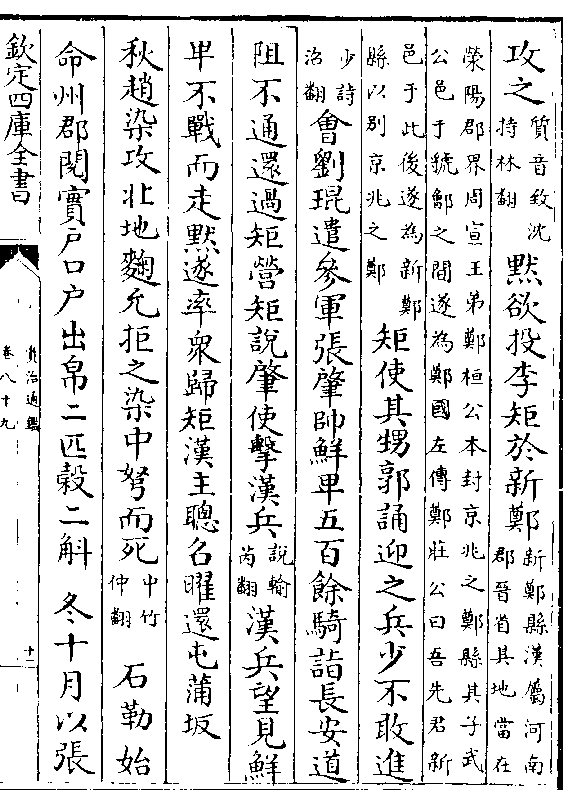 攻之質音致沈持林翻默欲投李矩於新鄭新鄭縣漢屬河南郡晉省其地當在
滎陽郡界周宣王弟鄭桓公本封京兆之鄭縣其子武公邑于虢鄶之間遂為鄭國左傳鄭莊公曰吾先君新
邑于此後遂為新鄭縣以别京兆之鄭矩使其甥郭誦迎之兵少不敢進
少詩沼翻會劉琨遣參軍張肇帥鮮卑五百餘騎詣長安道
阻不通還過矩營矩說肇使擊漢兵說輸芮翻漢兵望見鮮
卑不戰而走默遂率衆歸矩漢主聰召曜還屯蒲坂
秋趙染攻北地麴允拒之染中弩而死中竹仲翻 石勒始
命州郡閱實户口户出帛二匹穀二斛 冬十月以張
欽定四庫全書
資治通鑑
卷八十九
十二